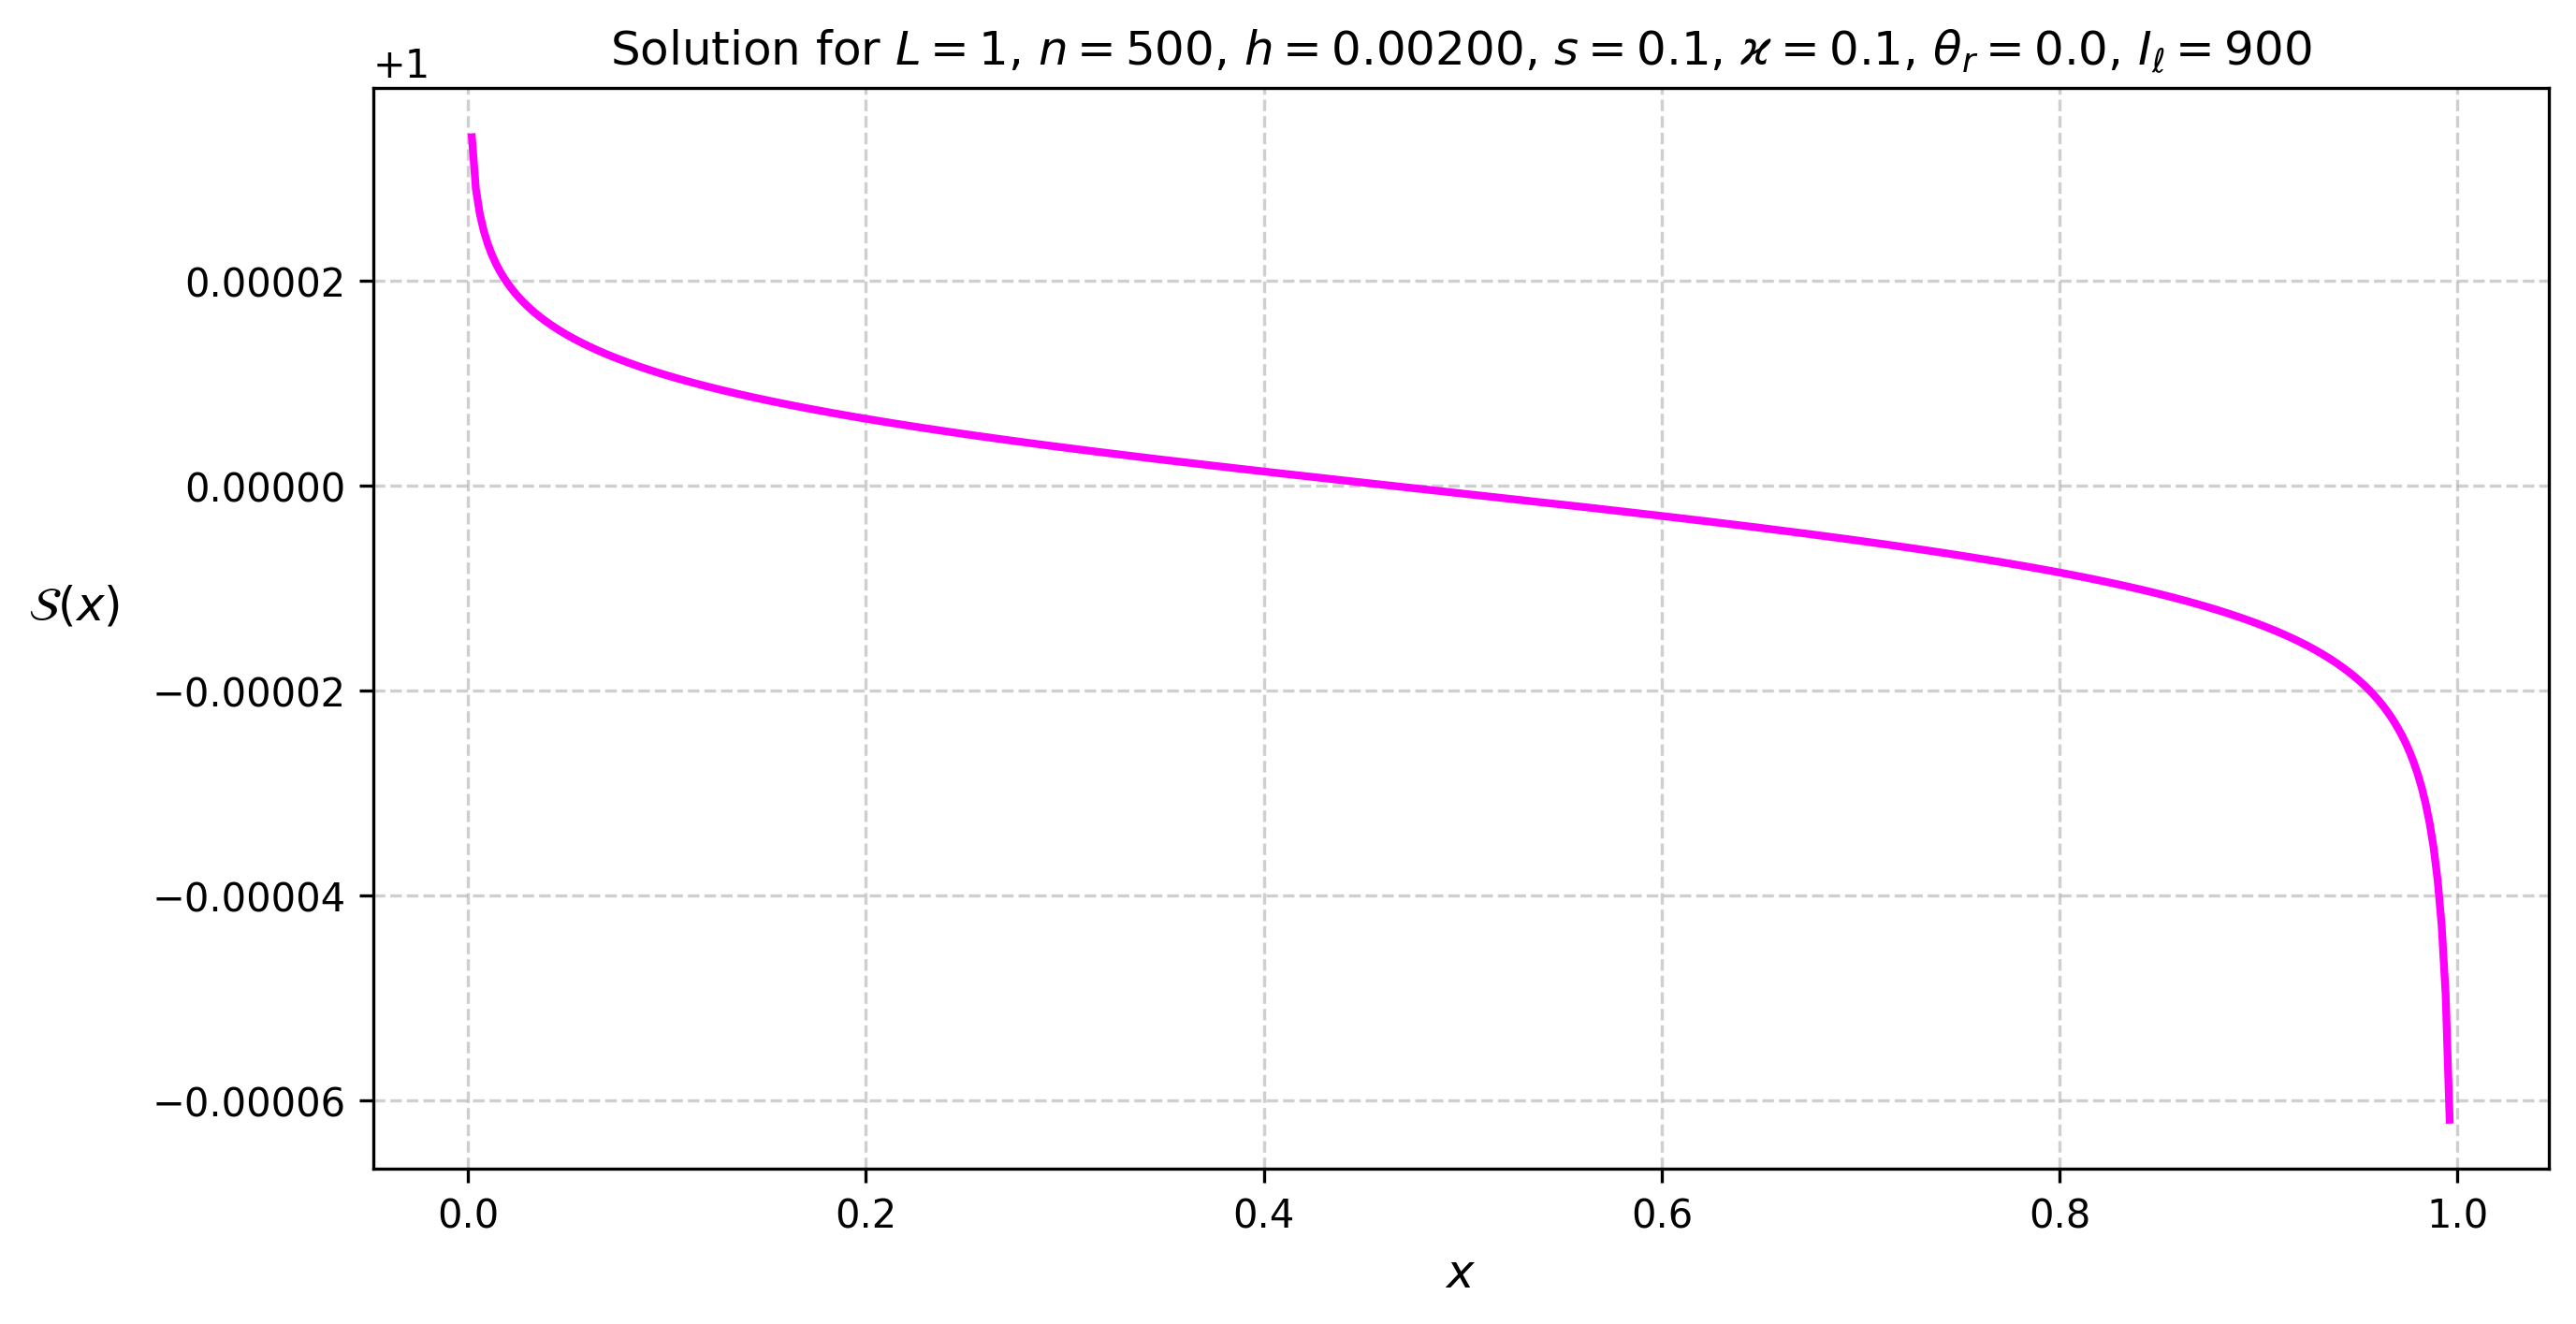 Solution for L = 1, n = 500, h = 0.00200, s = 0.1, ϰ = 0.1, θ_r = 0.0, I_ℓ = 900
+1
0.00002
0.00000
−0.00002
−0.00004
−0.00006
𝒮(x)
0.0 0.2 0.4 0.6 0.8 1.0
x